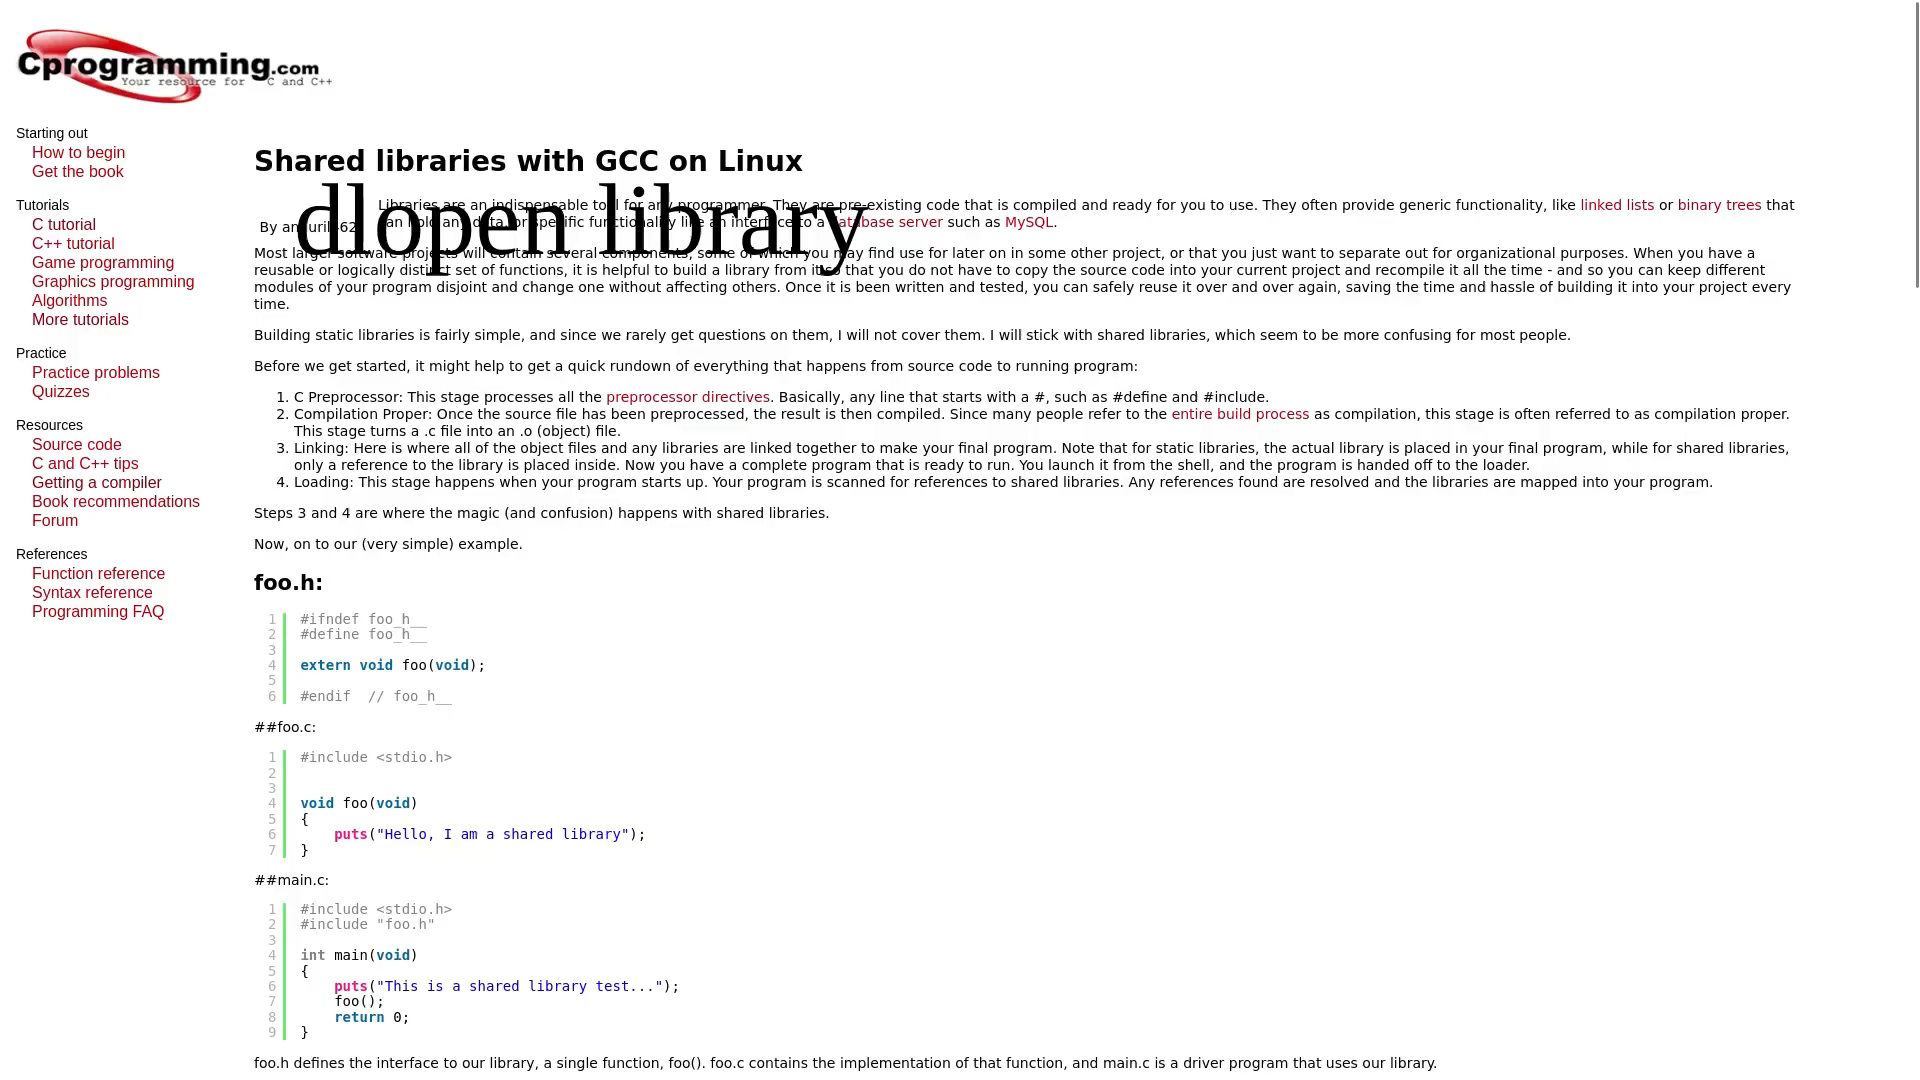 Cprogramming.com
Your resource for C and C++
Starting out
How to begin
Get the book
Tutorials
C tutorial
C++ tutorial
Game programming
Graphics programming
Algorithms
More tutorials
Practice
Practice problems
Quizzes
Resources
Source code
C and C++ tips
Getting a compiler
Book recommendations
Forum
References
Function reference
Syntax reference
Programming FAQ
Shared libraries with GCC on Linux
dlopen library
By
Libraries are an indispensable tool for any programmer. They are pre-existing code that is compiled and ready for you to use. They often provide generic functionality, like linked lists or binary trees that
can hold any data, or specific functionality like an interface to a database server such as MySQL.
Most larger software projects will contain several components, some of which you may find use for later on in some other project, or that you just want to separate out for organizational purposes. When you have a
reusable or logically distinct set of functions, it is helpful to build a library from it so that you do not have to copy the source code into your current project and recompile it all the time - and so you can keep different
modules of your program disjoint and change one without affecting others. Once it is been written and tested, you can safely reuse it over and over again, saving the time and hassle of building it into your project every
time.
Building static libraries is fairly simple, and since we rarely get questions on them, I will not cover them. I will stick with shared libraries, which seem to be more confusing for most people.
Before we get started, it might help to get a quick rundown of everything that happens from source code to running program:
1. C Preprocessor: This stage processes all the preprocessor directives. Basically, any line that starts with a #, such as #define and #include.
2. Compilation Proper: Once the source file has been preprocessed, the result is then compiled. Since many people refer to the entire build process as compilation, this stage is often referred to as compilation proper.
This stage turns a .c file into an .o (object) file.
3. Linking: Here is where all of the object files and any libraries are linked together to make your final program. Note that for static libraries, the actual library is placed in your final program, while for shared libraries,
only a reference to the library is placed inside. Now you have a complete program that is ready to run. You launch it from the shell, and the program is handed off to the loader.
4. Loading: This stage happens when your program starts up. Your program is scanned for references to shared libraries. Any references found are resolved and the libraries are mapped into your program.
Steps 3 and 4 are where the magic (and confusion) happens with shared libraries.
Now, on to our (very simple) example.
foo.h:
1 #ifndef foo_h__
2 #define foo_h__
3
4 extern void foo(void);
5
6 #endif  // foo_h__
##foo.c:
1 #include <stdio.h>
2
3
4 void foo(void)
5 {
6     puts("Hello, I am a shared library");
7 }
##main.c:
1 #include <stdio.h>
2 #include "foo.h"
3
4 int main(void)
5 {
6     puts("This is a shared library test...");
7     foo();
8     return 0;
9 }
foo.h defines the interface to our library, a single function, foo(). foo.c contains the implementation of that function, and main.c is a driver program that uses our library.